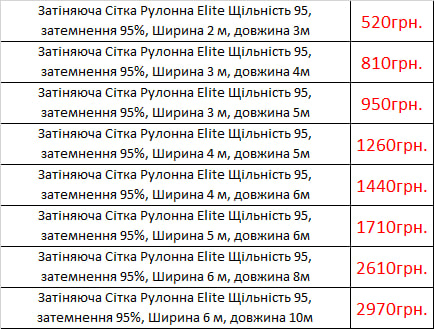 Затіняюча Сітка Рулонна Elite Щільність 95,
затемнення 95%, Ширина 2 м, довжина 3м
520грн.
Затіняюча Сітка Рулонна Elite Щільність 95,
затемнення 95%, Ширина 3 м, довжина 4м
810грн.
Затіняюча Сітка Рулонна Elite Щільність 95,
затемнення 95%, Ширина 3 м, довжина 5м
950грн.
Затіняюча Сітка Рулонна Elite Щільність 95,
затемнення 95%, Ширина 4 м, довжина 5м
1260грн.
Затіняюча Сітка Рулонна Elite Щільність 95,
затемнення 95%, Ширина 4 м, довжина 6м
1440грн.
Затіняюча Сітка Рулонна Elite Щільність 95,
затемнення 95%, Ширина 5 м, довжина 6м
1710грн.
Затіняюча Сітка Рулонна Elite Щільність 95,
затемнення 95%, Ширина 6 м, довжина 8м
2610грн.
Затіняюча Сітка Рулонна Elite Щільність 95,
затемнення 95%, Ширина 6 м, довжина 10м
2970грн.